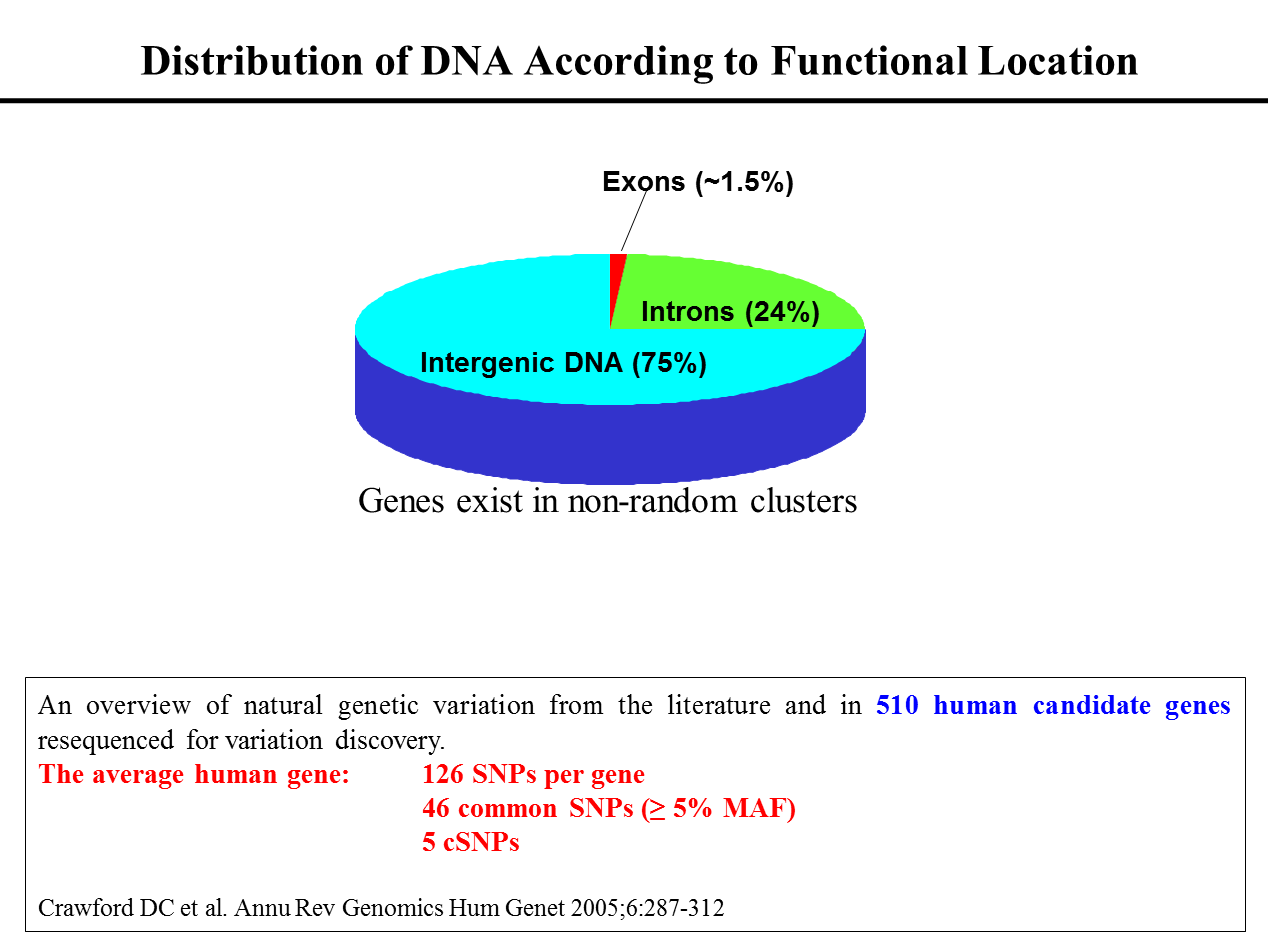 Distribution of DNA According to Functional Location
Exons (~1.5%)
Introns (24%)
Intergenic DNA (75%)
Genes exist in non-random clusters
An overview of natural genetic variation from the literature and in 510 human candidate genes
resequenced for variation discovery.
The average human gene: 126 SNPs per gene
46 common SNPs (≥ 5% MAF)
5 cSNPs
Crawford DC et al. Annu Rev Genomics Hum Genet 2005;6:287-312